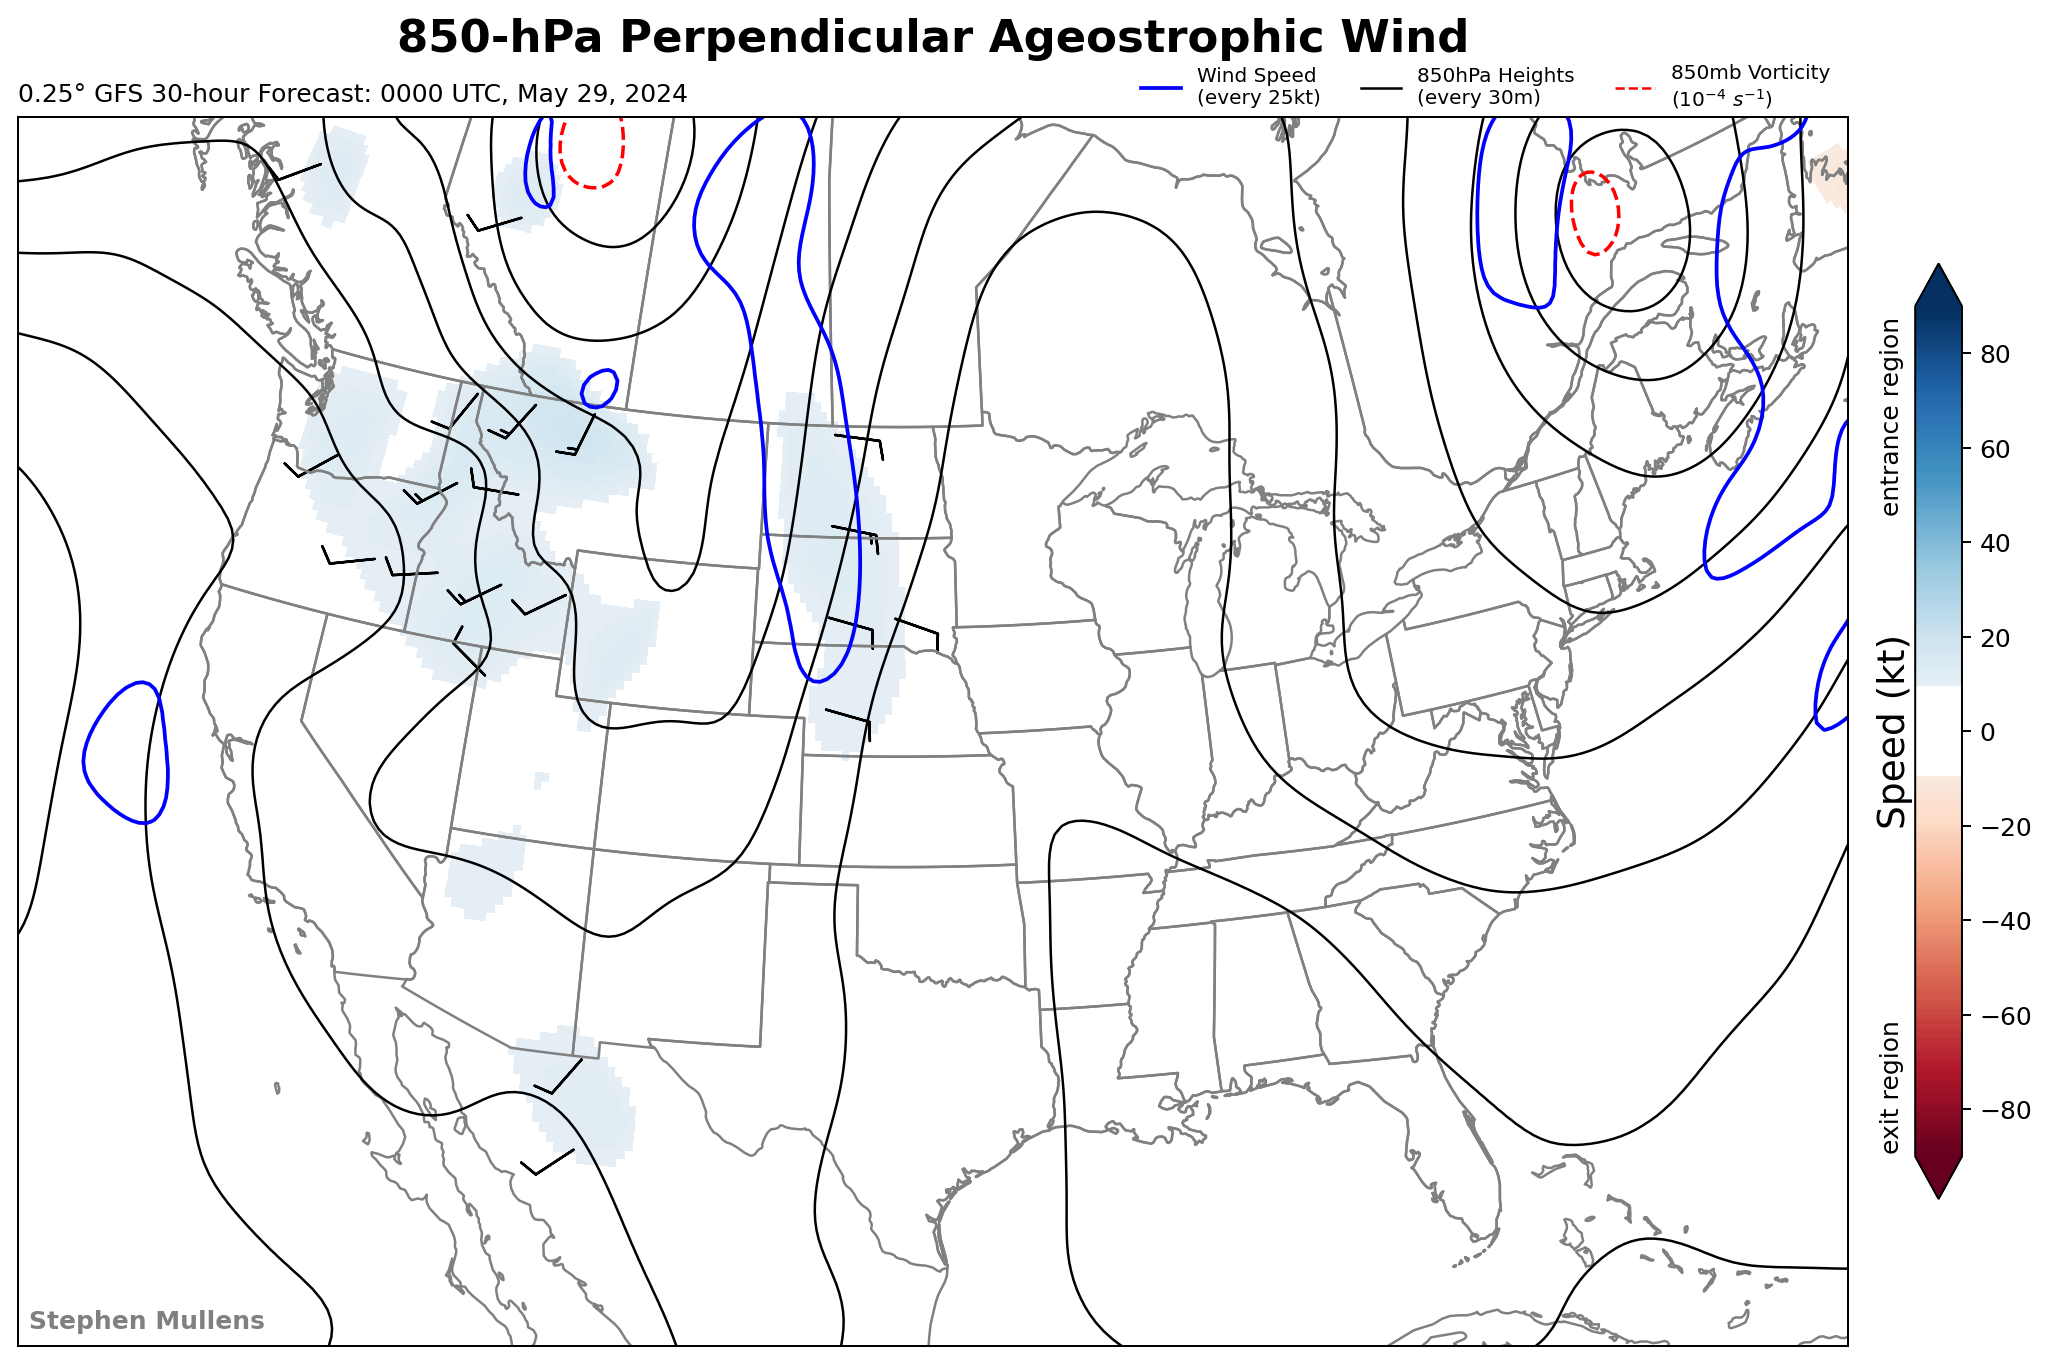 850-hPa Perpendicular Ageostrophic Wind
0.25° GFS 30-hour Forecast: 0000 UTC, May 29, 2024
Wind Speed
(every 25kt)
850hPa Heights
(every 30m)
850mb Vorticity
(10⁻⁴ s⁻¹)
entrance region
Speed (kt)
exit region
80
60
40
20
0
−20
−40
−60
−80
Stephen Mullens